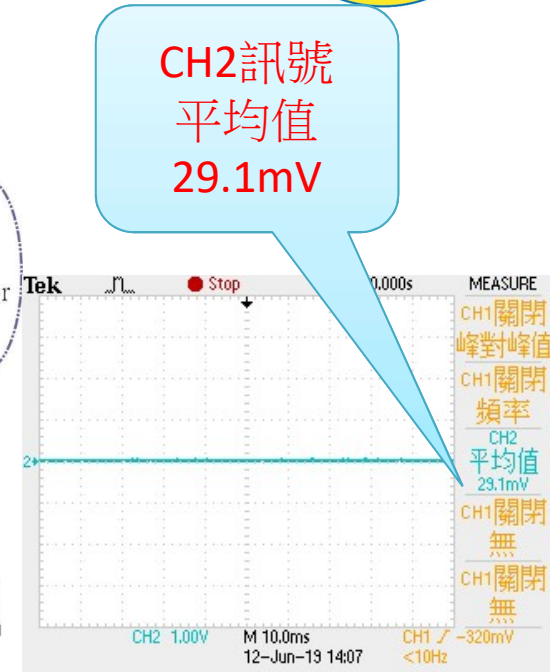 CH2訊號
平均值
29.1mV
r
Tek
Stop
0.000s
MEASURE
CH1關閉
峰對峰值
CH1關閉
頻率
CH2
平均值
29.1mV
CH1關閉
無
CH1關閉
無
2
CH2 1.00V
M 10.0ms
CH1
-320mV
12-Jun-19 14:07
<10Hz